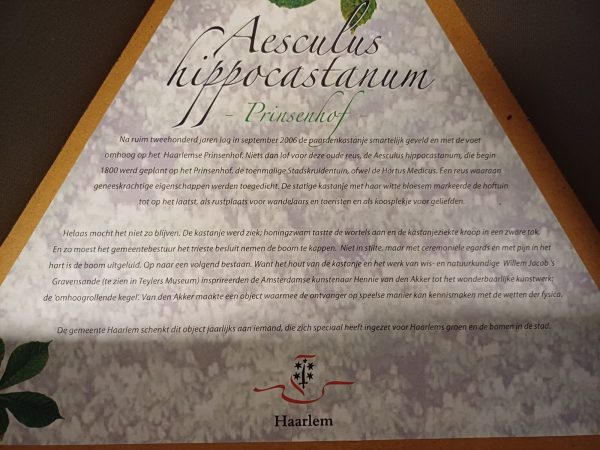 Aesculus
hippocastanum
- Prinsenhof
Na ruim tweehonderd jaren lag in september 2006 de paardenkastanje smartelijk geveld en met de voet
omhoog op het Haarlemse Prinsenhof. Niets dan lof voor deze oude reus, de Aesculus hippocastanum, die begin
1800 werd geplant op het Prinsenhof, de toenmalige Stadskruidentuin, ofwel de Hortus Medicus. Een reus waaraan
geneeskrachtige eigenschappen werden toegedicht. De statige kastanje met haar witte bloesem markeerde de hoftuin
tot op het laatst, als rustplaats voor wandelaars en toeristen en als koosplekje voor geliefden.
Helaas mocht het niet zo blijven. De kastanje werd ziek; honingzwam tastte de wortels aan en de kastanjeziekte kroop in een zware tak.
En zo moest het gemeentebestuur het trieste besluit nemen de boom te kappen. Niet in stilte, maar met ceremoniele egards en met pijn in het
hart is de boom uitgeluid. Op naar een volgend bestaan. Want het hout van de kastanje en het werk van wis- en natuurkundige Willem Jacob 's
Gravensande (te zien in Teylers Museum) inspireerden de Amsterdamse kunstenaar Hennie van den Akker tot het wonderbaarlijke kunstwerk;
de 'omhoogrollende kegel'. Van den Akker maakte een object waarmee de ontvanger op speelse manier kan kennismaken met de wetten der fysica.
De gemeente Haarlem schenkt dit object jaarlijks aan iemand, die zich speciaal heeft ingezet voor Haarlems groen en de bomen in de stad.
Haarlem